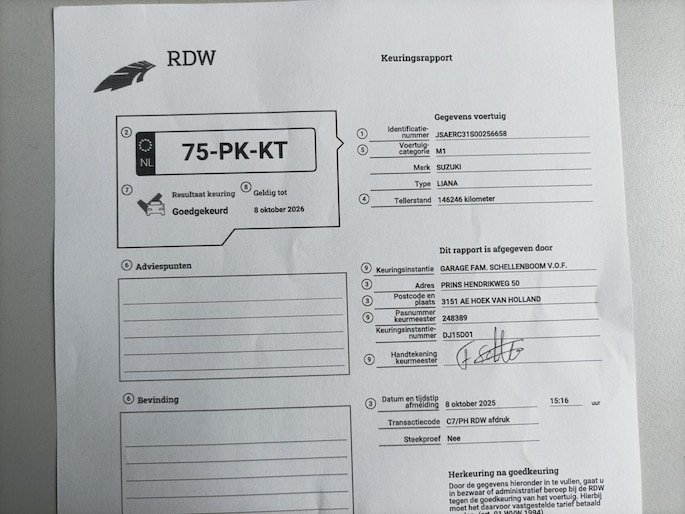 RDW
Keuringsrapport
2
NL
75-PK-KT
7
Resultaat keuring
Goedgekeurd
8
Geldig tot
8 oktober 2026
Gegevens voertuig
1 Identificatie-
nummer JSAERC31S00256658
5 Voertuig-
categorie M1
Merk SUZUKI
Type LIANA
4 Tellerstand 146246 kilometer
6 Adviespunten
Dit rapport is afgegeven door
9 Keuringsinstantie GARAGE FAM. SCHELLENBOOM V.O.F.
3 Adres PRINS HENDRIKWEG 50
3 Postcode en
plaats 3151 AE HOEK VAN HOLLAND
9 Pasnummer
keurmeester 248389
Keuringsinstantie-
nummer DJ15D01
9 Handtekening
keurmeester
6 Bevinding
3 Datum en tijdstip
afmelding 8 oktober 2025 15:16 uur
Transactiecode C7/PH RDW afdruk
Steekproef Nee
Herkeuring na goedkeuring
Door de gegevens hieronder in te vullen, gaat u
in bezwaar of administratief beroep bij de RDW
tegen de goedkeuring van het voertuig. Hierbij
moet het daarvoor vastgestelde tarief betaald